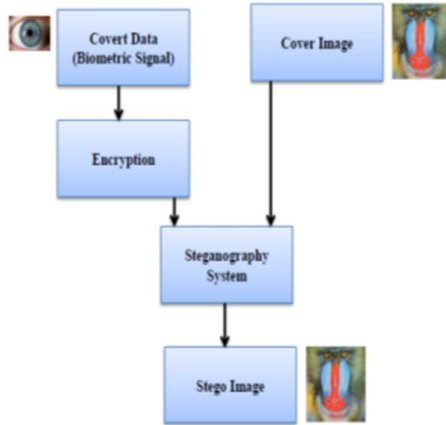 Covert Data
(Biometric Signal)
Cover Image
Encryption
Steganography
System
Stego Image